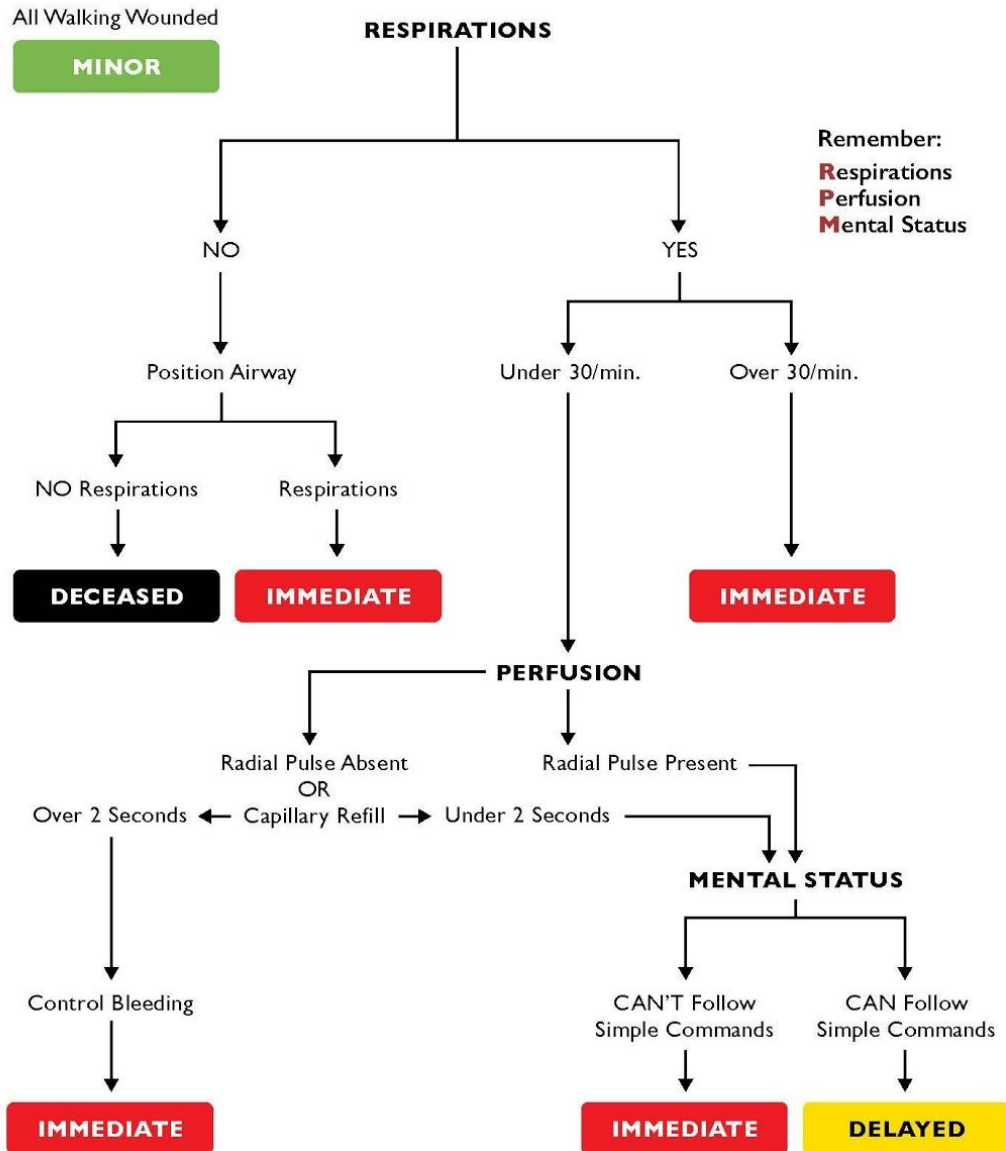 All Walking Wounded
MINOR
RESPIRATIONS
Remember:
Respirations
Perfusion
Mental Status
NO
YES
Position Airway
Under 30/min.
Over 30/min.
NO Respirations
Respirations
DECEASED
IMMEDIATE
IMMEDIATE
PERFUSION
Radial Pulse Absent
OR
Radial Pulse Present
Over 2 Seconds
Capillary Refill
Under 2 Seconds
MENTAL STATUS
Control Bleeding
CAN'T Follow
Simple Commands
CAN Follow
Simple Commands
IMMEDIATE
IMMEDIATE
DELAYED